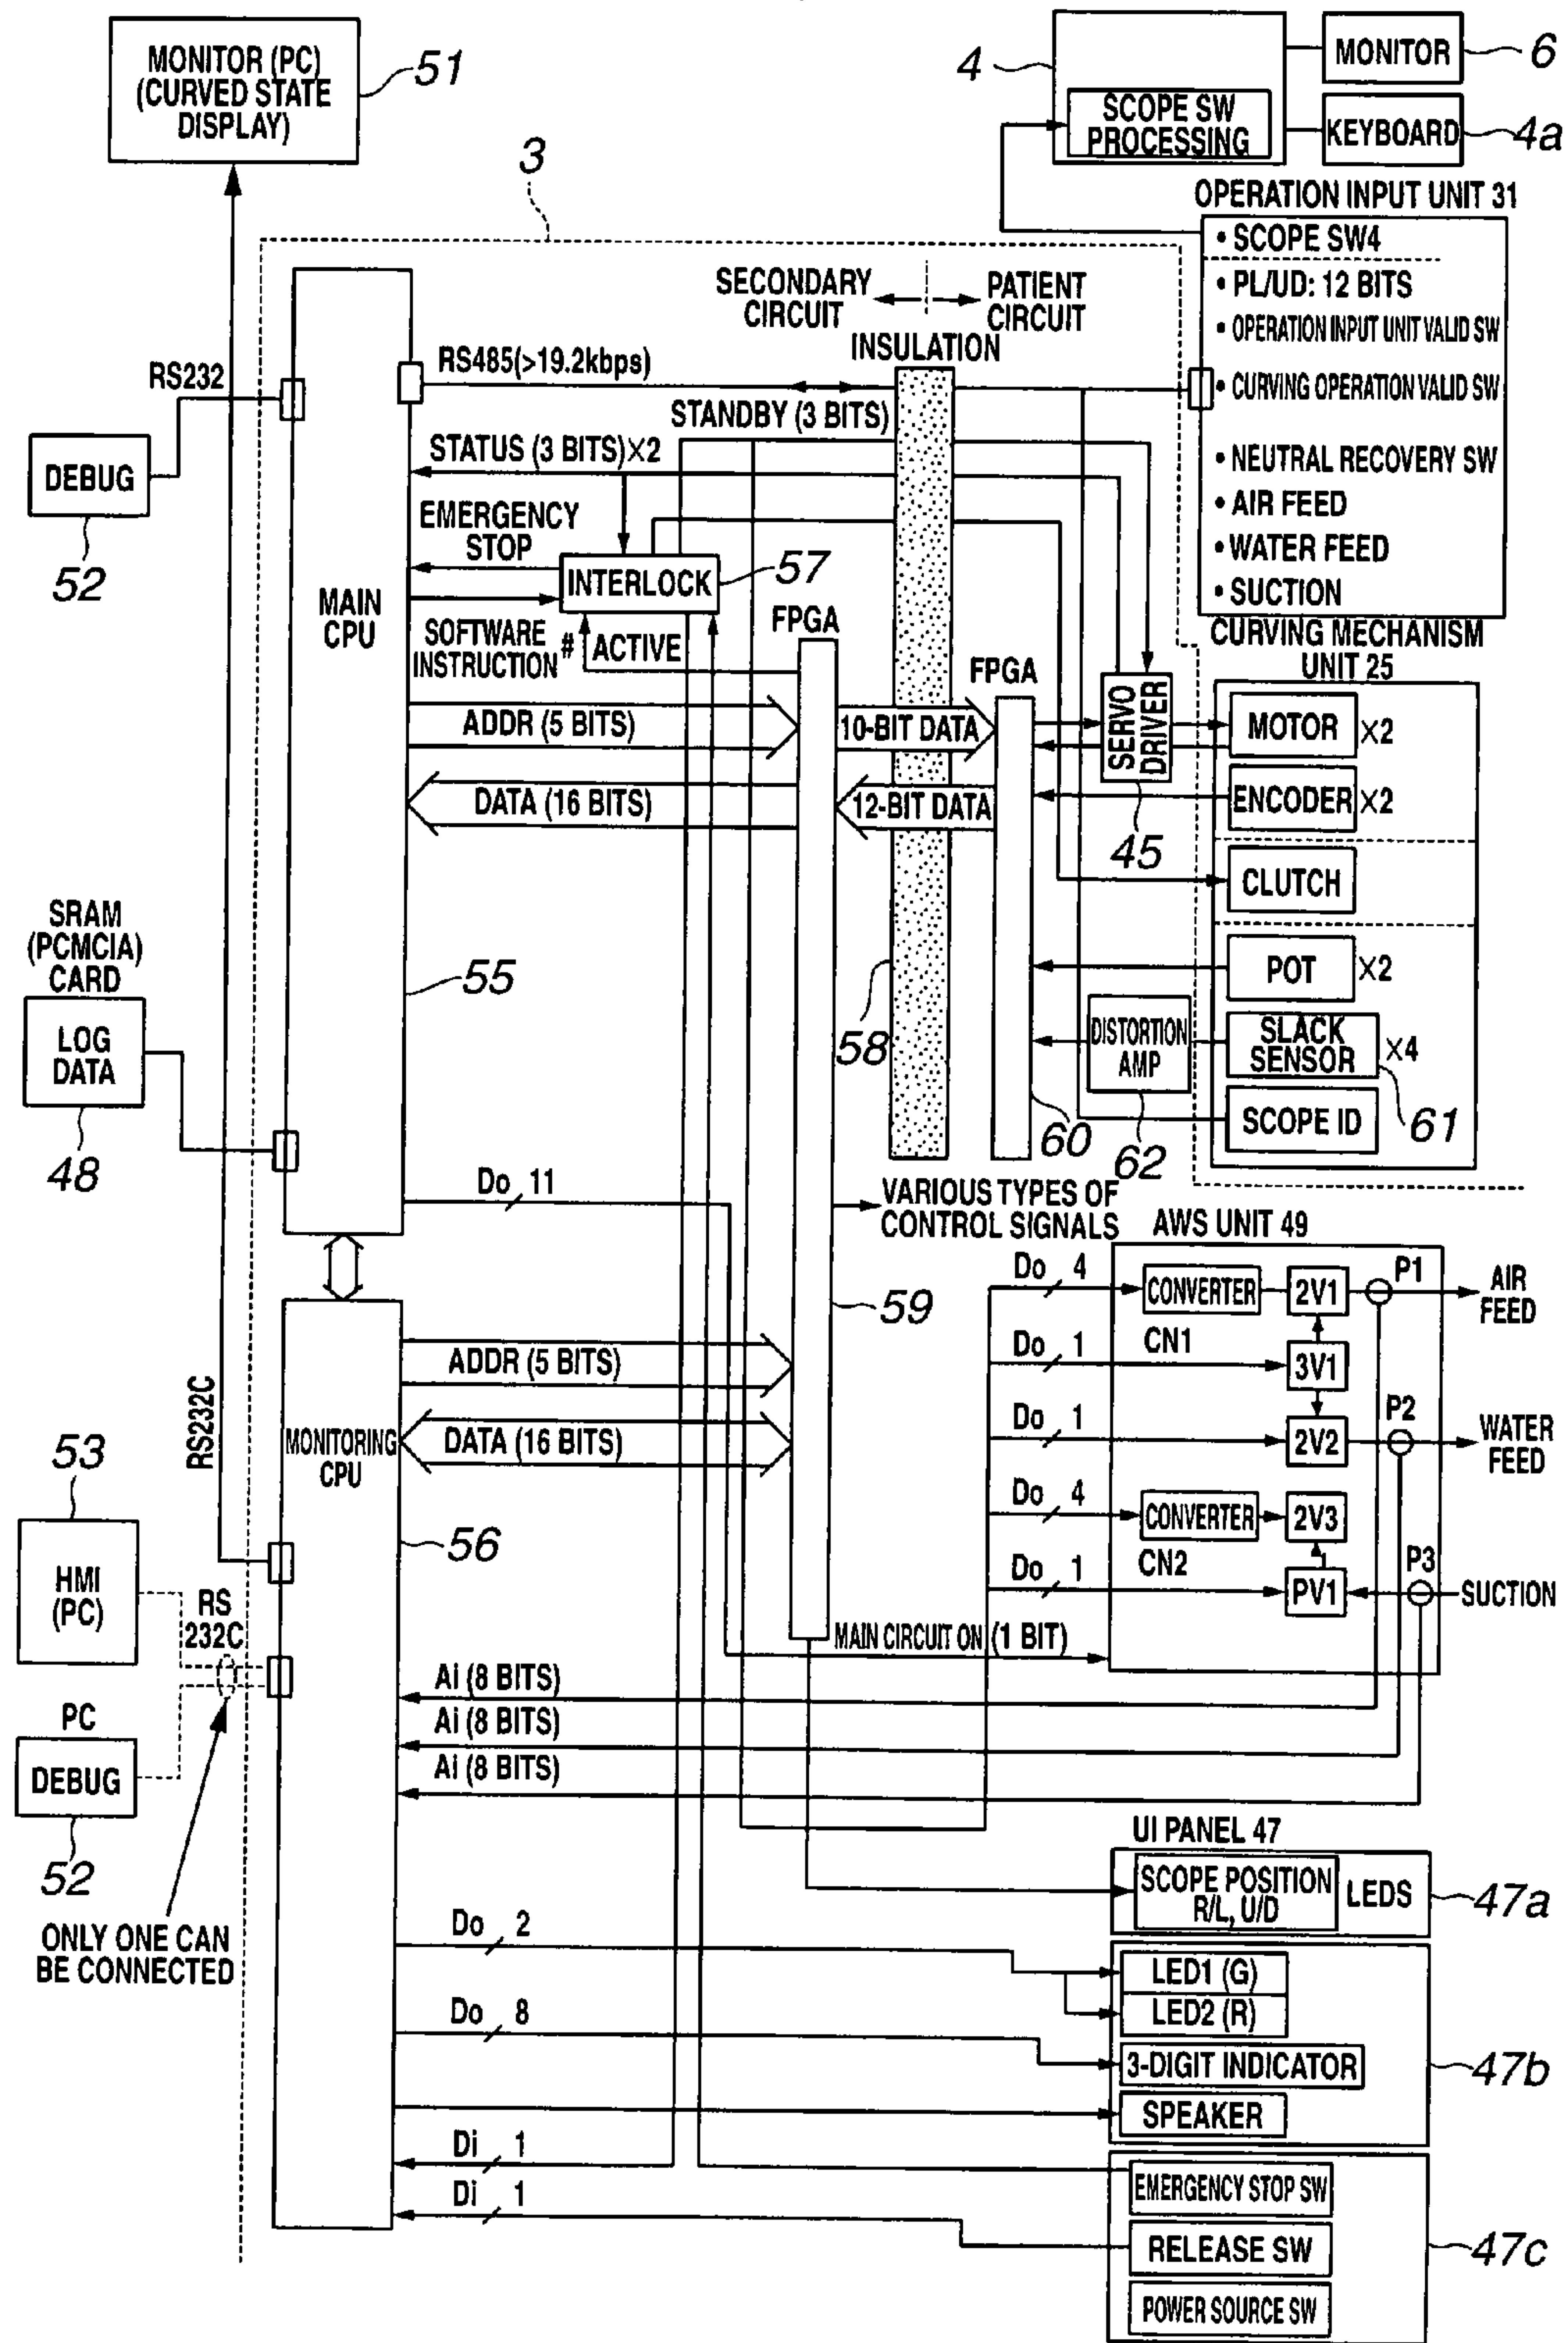 MONITOR (PC)
(CURVED STATE
DISPLAY)
51
4
SCOPE SW
PROCESSING
MONITOR
6
KEYBOARD
4a
3
OPERATION INPUT UNIT 31
• SCOPE SW4
• PL/UD: 12 BITS
• OPERATION INPUT UNIT VALID SW
• CURVING OPERATION VALID SW
• NEUTRAL RECOVERY SW
• AIR FEED
• WATER FEED
• SUCTION
SECONDARY
CIRCUIT
PATIENT
CIRCUIT
INSULATION
RS232
RS485(>19.2kbps)
STANDBY (3 BITS)
DEBUG
52
STATUS (3 BITS)×2
EMERGENCY
STOP
INTERLOCK
57
MAIN
CPU
SOFTWARE
INSTRUCTION
# ACTIVE
FPGA
FPGA
CURVING MECHANISM
UNIT 25
ADDR (5 BITS)
10-BIT DATA
SERVO
DRIVER
MOTOR
×2
DATA (16 BITS)
12-BIT DATA
45
ENCODER
×2
CLUTCH
SRAM
(PCMCIA)
CARD
LOG
DATA
48
55
58
POT
×2
DISTORTION
AMP
SLACK
SENSOR
×4
60
62
SCOPE ID
61
Do 11
VARIOUS TYPES OF
CONTROL SIGNALS
59
AWS UNIT 49
Do 4
CONVERTER
2V1
P1
AIR
FEED
CN1
Do 1
3V1
Do 1
2V2
P2
WATER
FEED
Do 4
CONVERTER
2V3
CN2
Do 1
PV1
P3
SUCTION
ADDR (5 BITS)
MONITORING
CPU
DATA (16 BITS)
RS232C
56
53
HMI
(PC)
RS
232C
MAIN CIRCUIT ON (1 BIT)
Ai (8 BITS)
Ai (8 BITS)
Ai (8 BITS)
PC
DEBUG
52
ONLY ONE CAN
BE CONNECTED
UI PANEL 47
SCOPE POSITION
R/L, U/D
LEDS
47a
Do 2
LED1 (G)
LED2 (R)
Do 8
3-DIGIT INDICATOR
47b
SPEAKER
Di 1
EMERGENCY STOP SW
Di 1
RELEASE SW
47c
POWER SOURCE SW